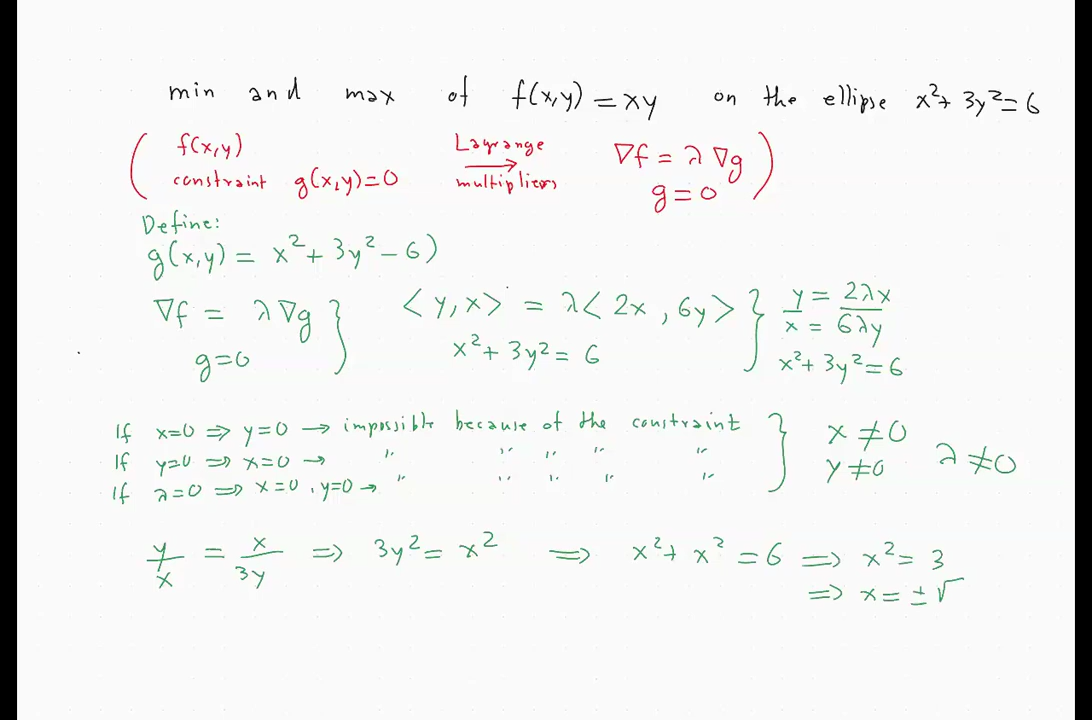 min and max of f(x,y) = xy on the ellipse x²+ 3y²= 6
( f(x,y) Lagrange ∇f = λ ∇g )
constraint g(x,y)=0 → multipliers g = 0
Define:
g(x,y) = x²+ 3y² - 6)
∇f = λ ∇g } <y, x> = λ< 2x , 6y> } y/x = 2λx/6λy
g=0 x²+ 3y²= 6 x²+ 3y²= 6
If x=0 ⇒ y=0 → impossible because of the constraint } x ≠ 0
If y=0 ⇒ x=0 → " " " " " y ≠ 0 λ ≠ 0
If λ=0 ⇒ x=0 , y=0 → " " " " "
y/x = x/3y ⇒ 3y² = x² ⇒ x²+ x² = 6 ⇒ x² = 3
⇒ x = ±√